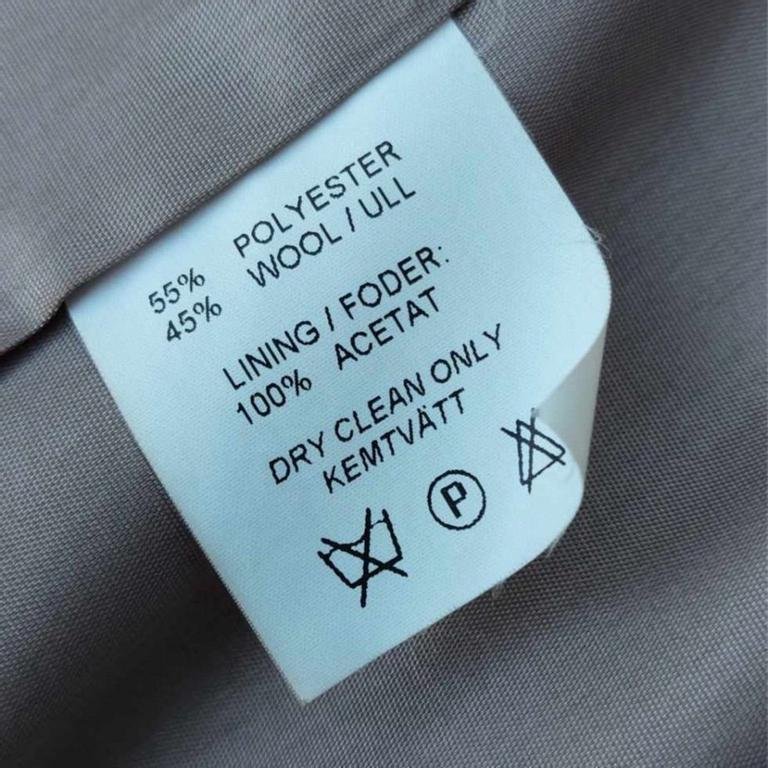 55% POLYESTER
45% WOOL / ULL
LINING / FODER:
100% ACETAT
DRY CLEAN ONLY
KEMTVÄTT
P